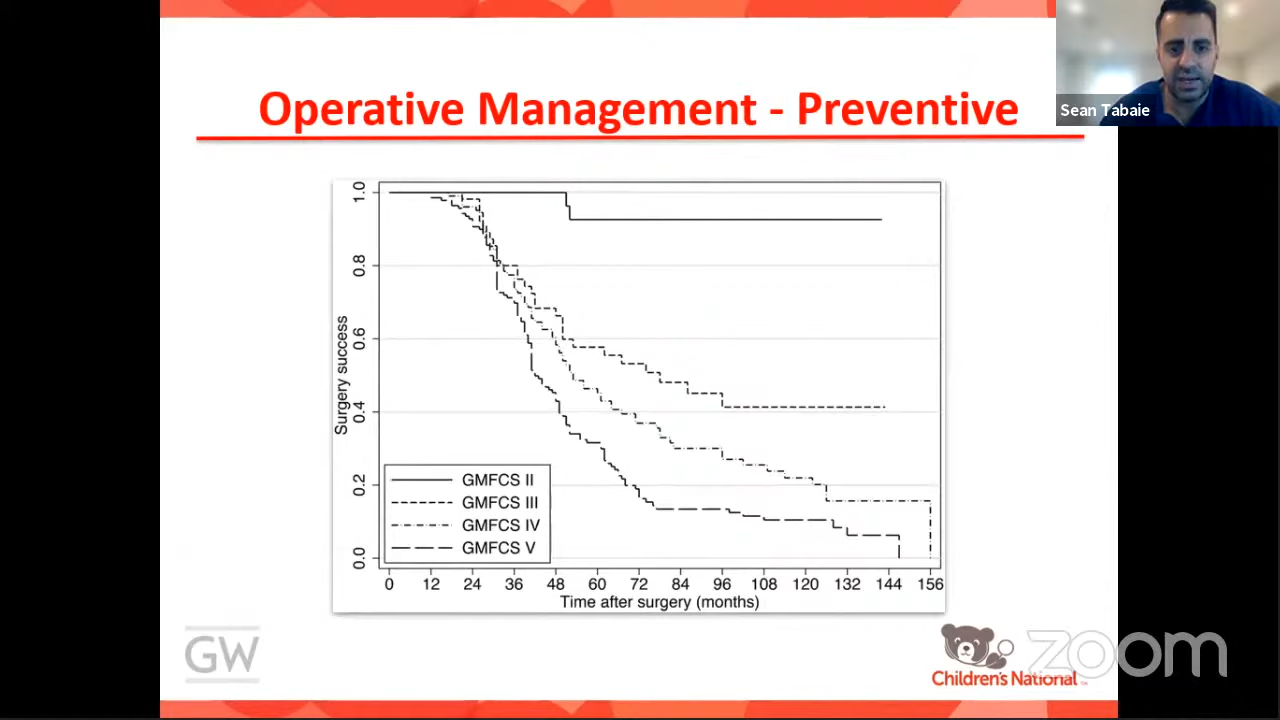 Operative Management - Preventive
Sean Tabaie
Surgery success
1.0
0.8
0.6
0.4
0.2
0.0
GMFCS II
GMFCS III
GMFCS IV
GMFCS V
0 12 24 36 48 60 72 84 96 108 120 132 144 156
Time after surgery (months)
GW
Children's National
zoom